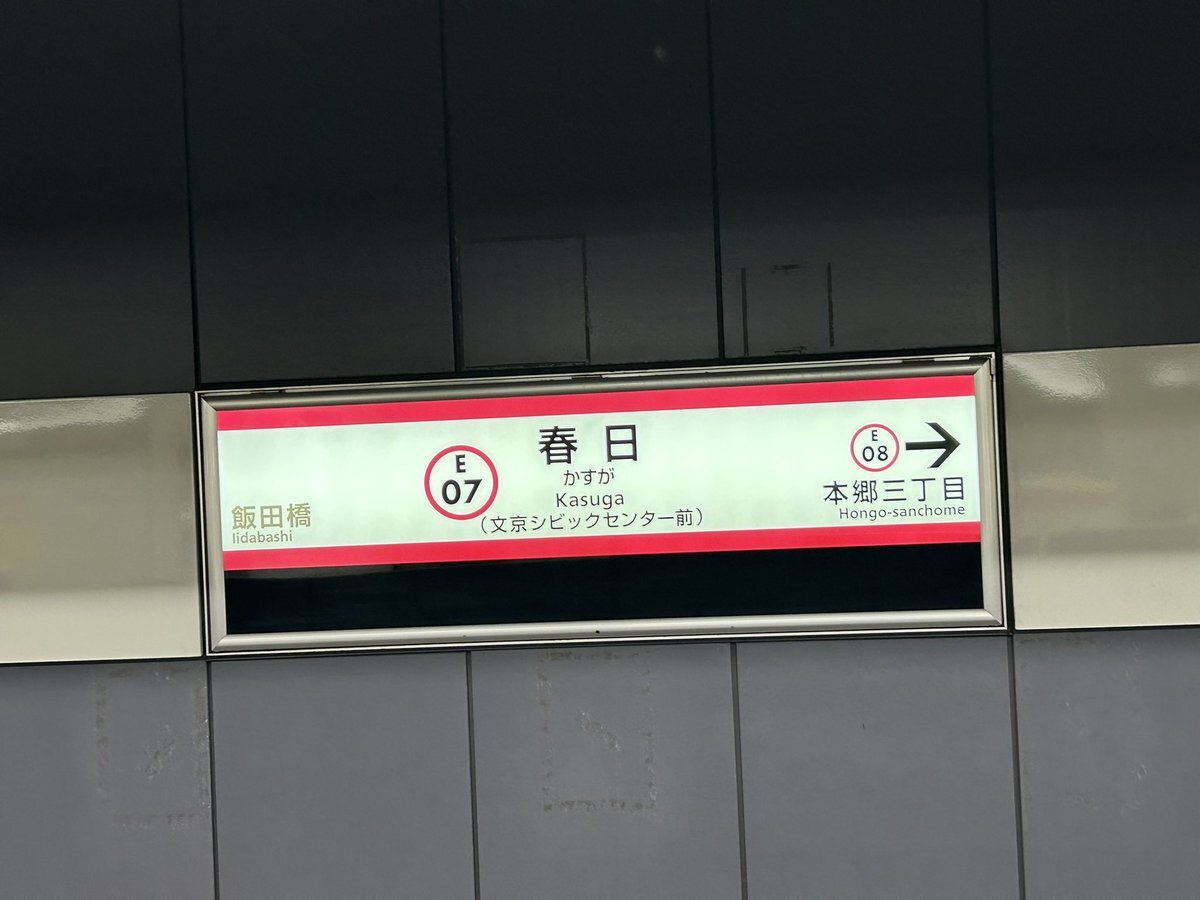 飯田橋
Iidabashi
E
07
春日
かすが
Kasuga
（文京シビックセンター前）
E
08
→
本郷三丁目
Hongo-sanchome